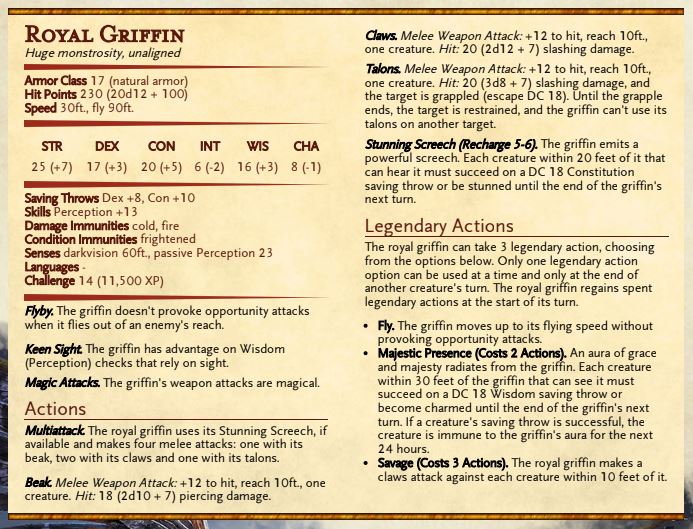 Royal Griffin
Huge monstrosity, unaligned
Armor Class 17 (natural armor)
Hit Points 230 (20d12 + 100)
Speed 30ft., fly 90ft.
STR DEX CON INT WIS CHA
25 (+7) 17 (+3) 20 (+5) 6 (-2) 16 (+3) 8 (-1)
Saving Throws Dex +8, Con +10
Skills Perception +13
Damage Immunities cold, fire
Condition Immunities frightened
Senses darkvision 60ft., passive Perception 23
Languages -
Challenge 14 (11,500 XP)
Flyby. The griffin doesn't provoke opportunity attacks
when it flies out of an enemy's reach.
Keen Sight. The griffin has advantage on Wisdom
(Perception) checks that rely on sight.
Magic Attacks. The griffin's weapon attacks are magical.
Actions
Multiattack. The royal griffin uses its Stunning Screech, if
available and makes four melee attacks: one with its
beak, two with its claws and one with its talons.
Beak. Melee Weapon Attack: +12 to hit, reach 10ft., one
creature. Hit: 18 (2d10 + 7) piercing damage.
Claws. Melee Weapon Attack: +12 to hit, reach 10ft.,
one creature. Hit: 20 (2d12 + 7) slashing damage.
Talons. Melee Weapon Attack: +12 to hit, reach 10ft.,
one creature. Hit: 20 (3d8 + 7) slashing damage, and
the target is grappled (escape DC 18). Until the grapple
ends, the target is restrained, and the griffin can't use its
talons on another target.
Stunning Screech (Recharge 5-6). The griffin emits a
powerful screech. Each creature within 20 feet of it that
can hear it must succeed on a DC 18 Constitution
saving throw or be stunned until the end of the griffin's
next turn.
Legendary Actions
The royal griffin can take 3 legendary action, choosing
from the options below. Only one legendary action
option can be used at a time and only at the end of
another creature's turn. The royal griffin regains spent
legendary actions at the start of its turn.
• Fly. The griffin moves up to its flying speed without
provoking opportunity attacks.
• Majestic Presence (Costs 2 Actions). An aura of grace
and majesty radiates from the griffin. Each creature
within 30 feet of the griffin that can see it must
succeed on a DC 18 Wisdom saving throw or
become charmed until the end of the griffin's next
turn. If a creature's saving throw is successful, the
creature is immune to the griffin's aura for the next
24 hours.
• Savage (Costs 3 Actions). The royal griffin makes a
claws attack against each creature within 10 feet of it.